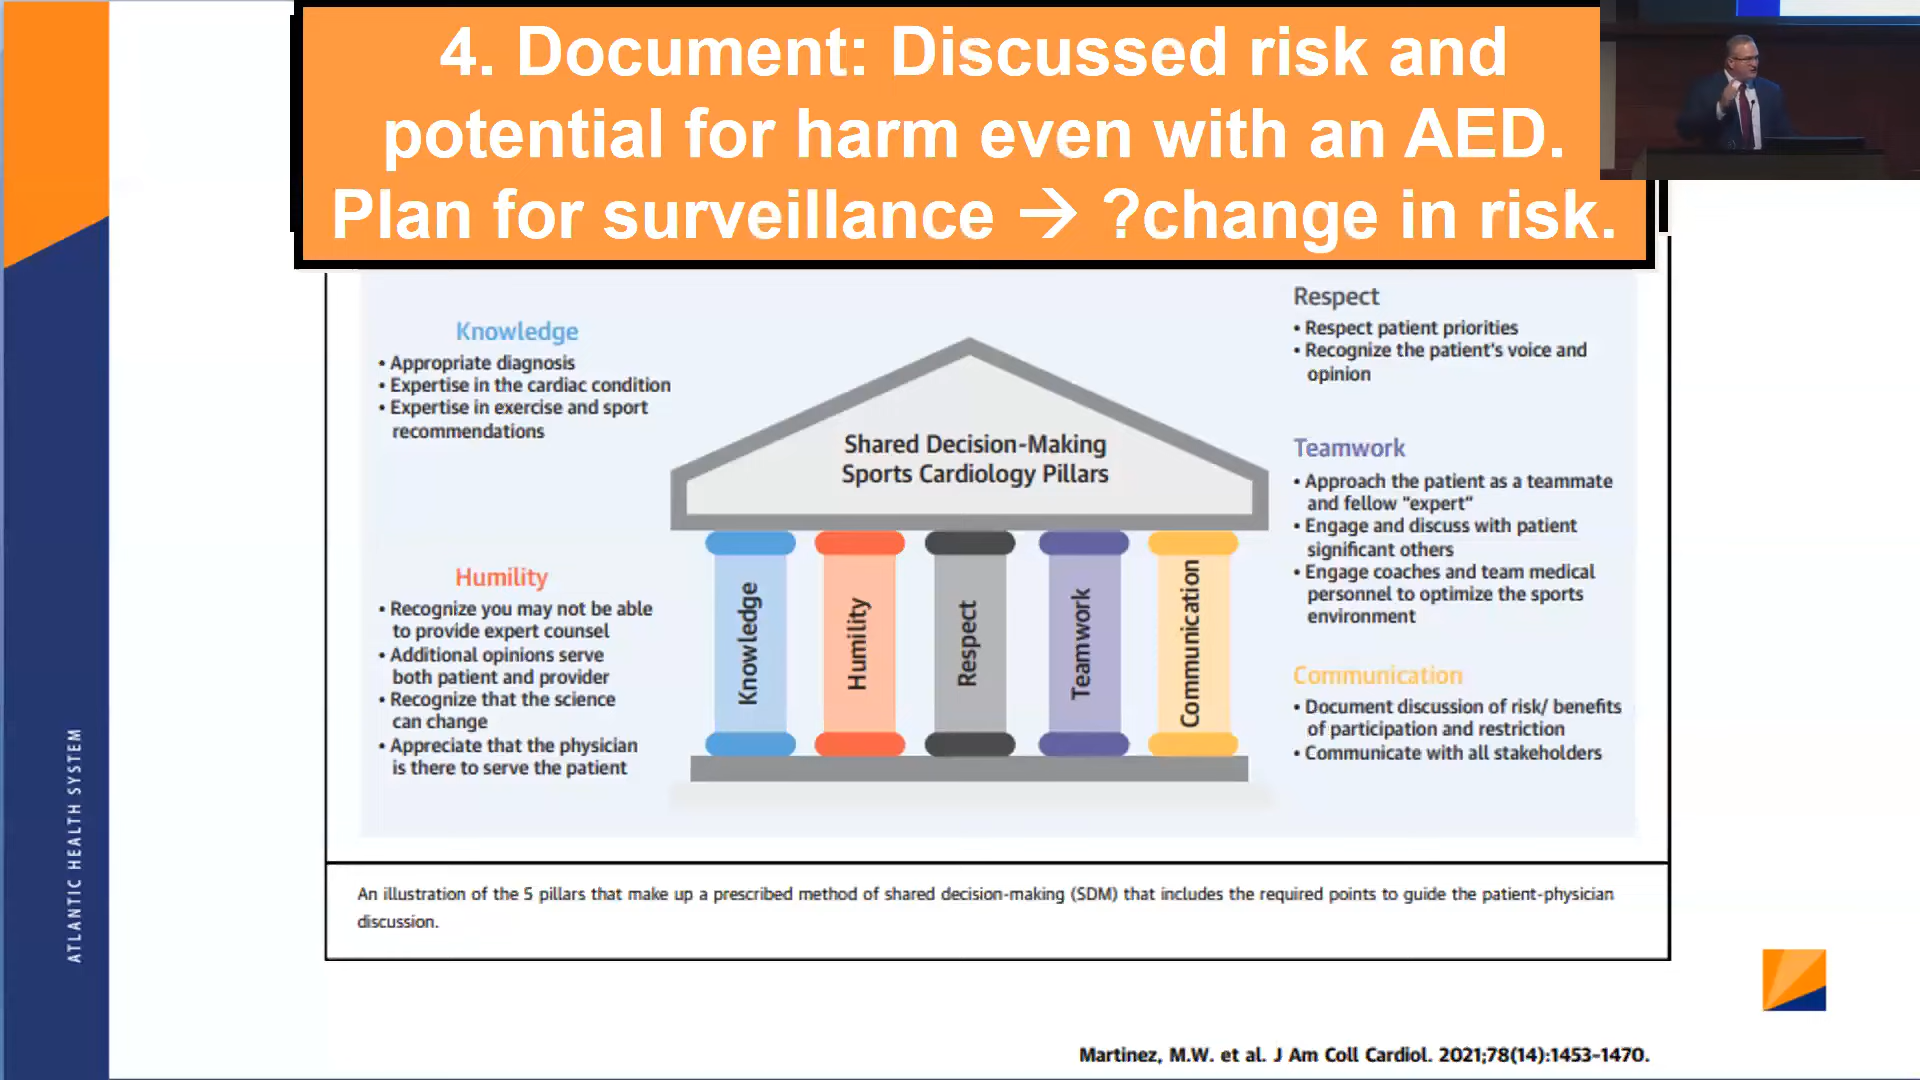 4. Document: Discussed risk and
potential for harm even with an AED.
Plan for surveillance → ?change in risk.
Knowledge
• Appropriate diagnosis
• Expertise in the cardiac condition
• Expertise in exercise and sport
recommendations
Humility
• Recognize you may not be able
to provide expert counsel
• Additional opinions serve
both patient and provider
• Recognize that the science
can change
• Appreciate that the physician
is there to serve the patient
Shared Decision-Making
Sports Cardiology Pillars
Knowledge
Humility
Respect
Teamwork
Communication
Respect
• Respect patient priorities
• Recognize the patient's voice and
opinion
Teamwork
• Approach the patient as a teammate
and fellow "expert"
• Engage and discuss with patient
significant others
• Engage coaches and team medical
personnel to optimize the sports
environment
Communication
• Document discussion of risk/ benefits
of participation and restriction
• Communicate with all stakeholders
An illustration of the 5 pillars that make up a prescribed method of shared decision-making (SDM) that includes the required points to guide the patient-physician
discussion.
ATLANTIC HEALTH SYSTEM
Martinez, M.W. et al. J Am Coll Cardiol. 2021;78(14):1453-1470.